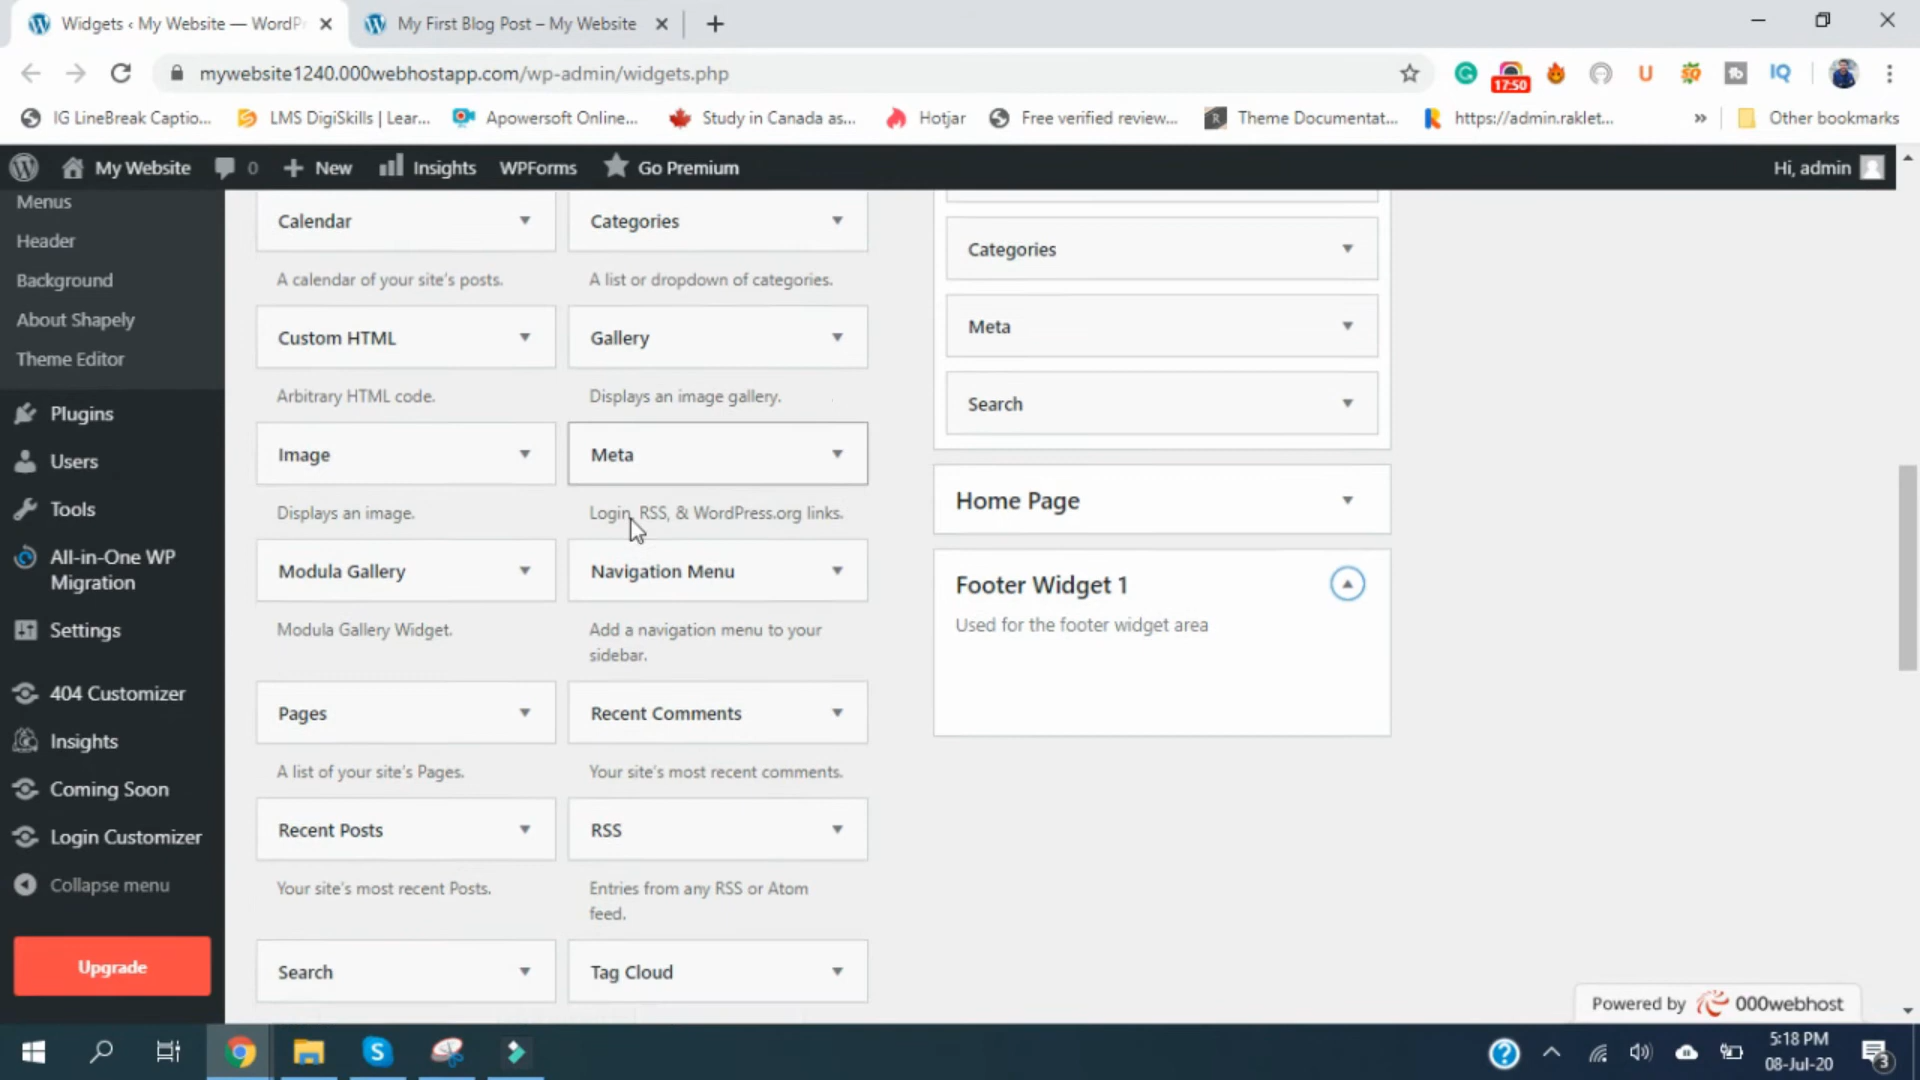 Widgets ‹ My Website — WordPr
My First Blog Post – My Website
mywebsite1240.000webhostapp.com/wp-admin/widgets.php
17:50
IG LineBreak Captio...
LMS DigiSkills | Lear...
Apowersoft Online...
Study in Canada as...
Hotjar
Free verified review...
Theme Documentat...
https://admin.raklet...
Other bookmarks
My Website
0
New
Insights
WPForms
Go Premium
Hi, admin
Menus
Header
Background
About Shapely
Theme Editor
Plugins
Users
Tools
All-in-One WP
Migration
Settings
404 Customizer
Insights
Coming Soon
Login Customizer
Collapse menu
Upgrade
Calendar
A calendar of your site's posts.
Categories
A list or dropdown of categories.
Custom HTML
Arbitrary HTML code.
Gallery
Displays an image gallery.
Image
Displays an image.
Meta
Login, RSS, & WordPress.org links.
Modula Gallery
Modula Gallery Widget.
Navigation Menu
Add a navigation menu to your
sidebar.
Pages
A list of your site's Pages.
Recent Comments
Your site's most recent comments.
Recent Posts
Your site's most recent Posts.
RSS
Entries from any RSS or Atom
feed.
Search
Tag Cloud
Categories
Meta
Search
Home Page
Footer Widget 1
Used for the footer widget area
Powered by 000webhost
5:18 PM
08-Jul-20
3